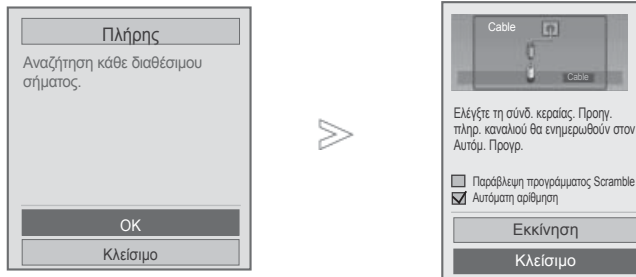 Πλήρης
Αναζήτηση κάθε διαθέσιμου
σήματος.
OK
Κλείσιμο
Cable
Cable
Ελέγξτε τη σύνδ. κεραίας. Προηγ.
πληρ. καναλιού θα ενημερωθούν στον
Αυτόμ. Προγρ.
Παράβλεψη προγράμματος Scramble
Αυτόματη αρίθμηση
Εκκίνηση
Κλείσιμο